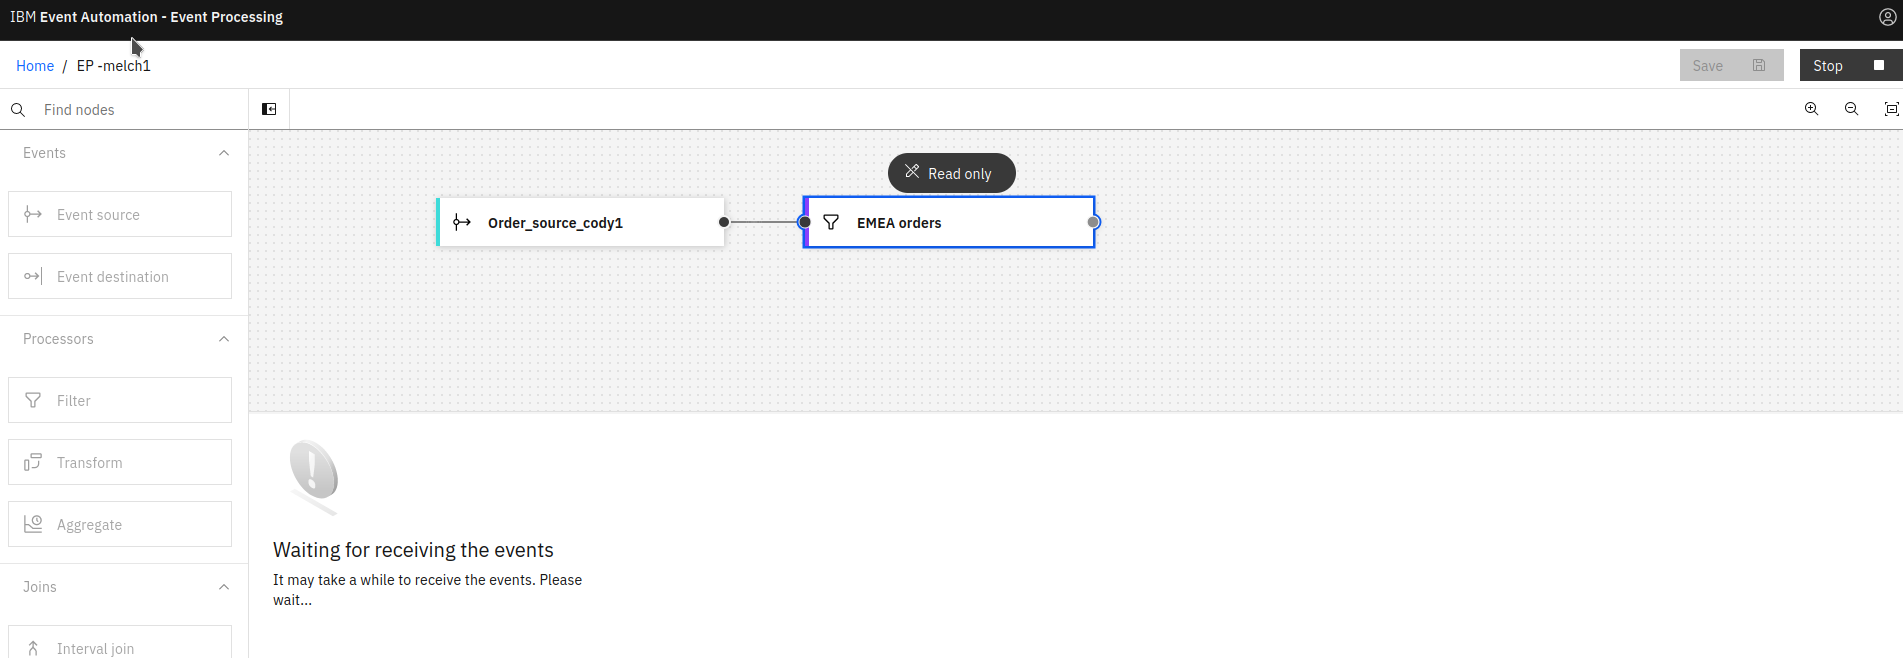 IBM Event Automation - Event Processing
Home / EP -melch1
Save
Stop
Find nodes
Events
Event source
Event destination
Processors
Filter
Transform
Aggregate
Joins
Interval join
Read only
Order_source_cody1
EMEA orders
Waiting for receiving the events
It may take a while to receive the events. Please
wait...